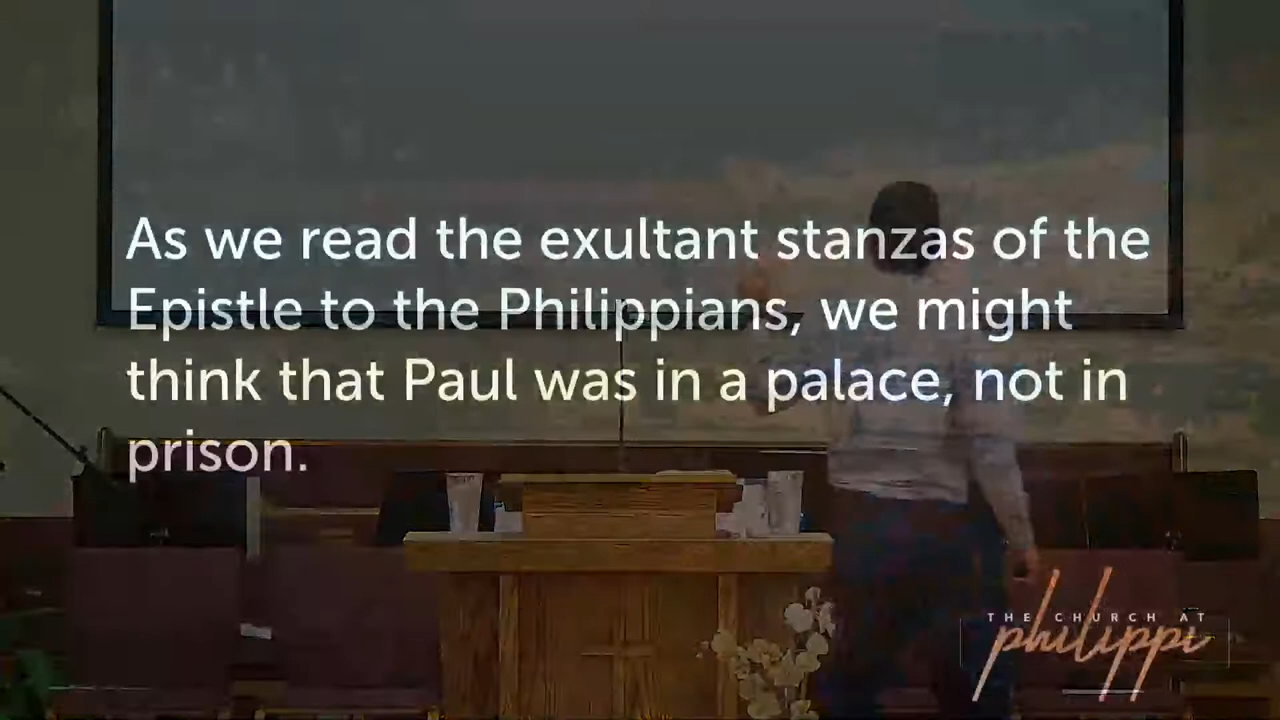 As we read the exultant stanzas of the
Epistle to the Philippians, we might
think that Paul was in a palace, not in
prison.
THE CHURCH AT
philippi